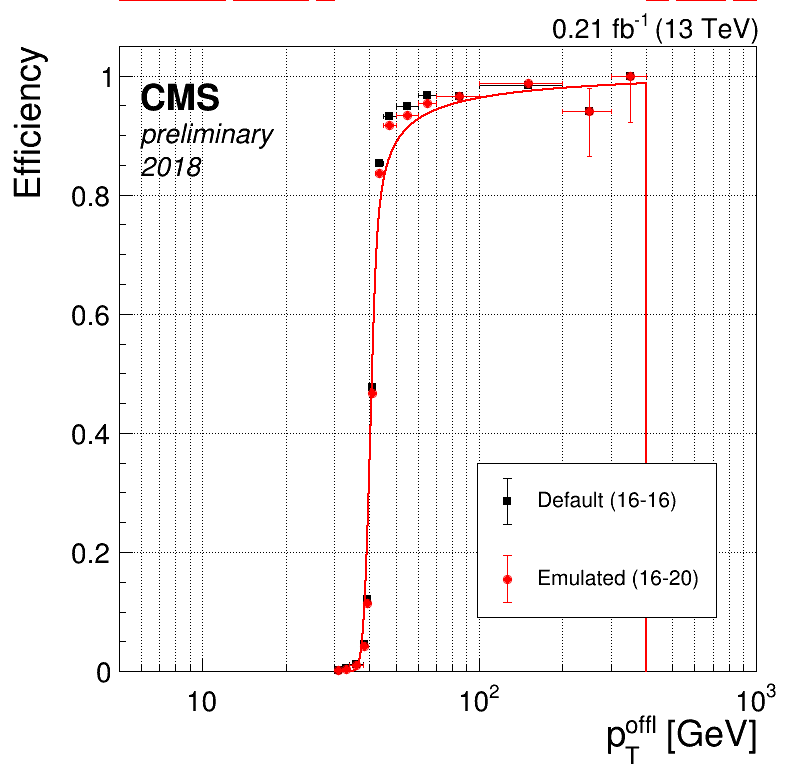 0.21 fb-1 (13 TeV)
Efficiency
1
CMS
preliminary
2018
0.8
0.6
0.4
Default (16-16)
0.2
Emulated (16-20)
0
10
10²
10³
pToffl [GeV]